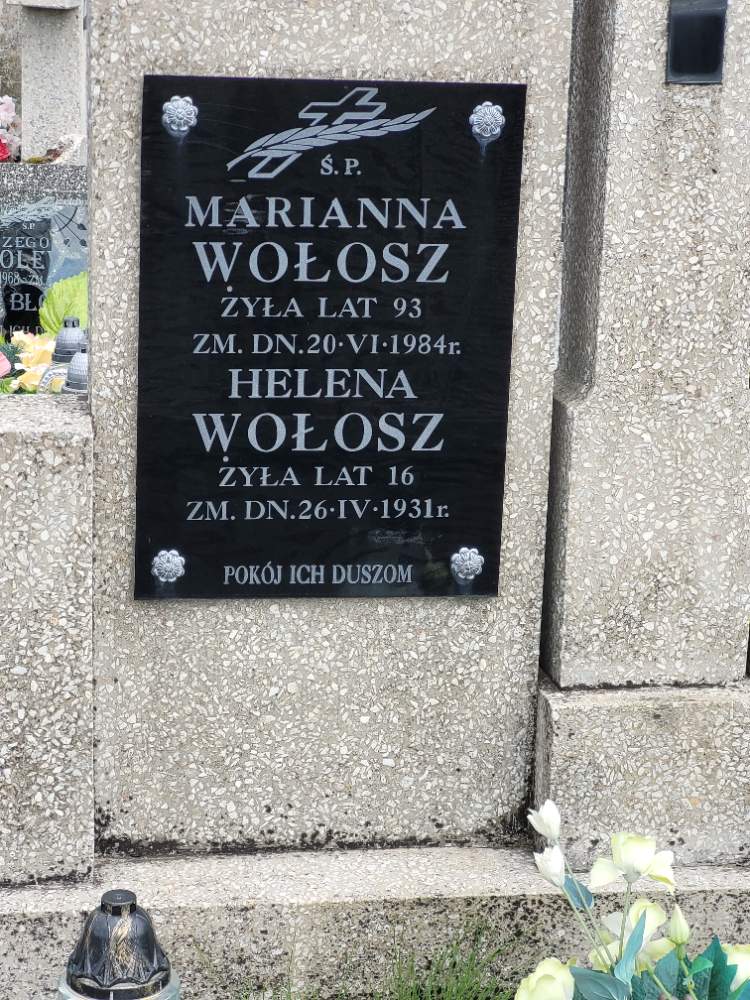 Ś. P.
MARIANNA
WOŁOSZ
ŻYŁA LAT 93
ZM. DN. 20·VI·1984r.
HELENA
WOŁOSZ
ŻYŁA LAT 16
ZM. DN. 26·IV·1931r.
POKÓJ ICH DUSZOM